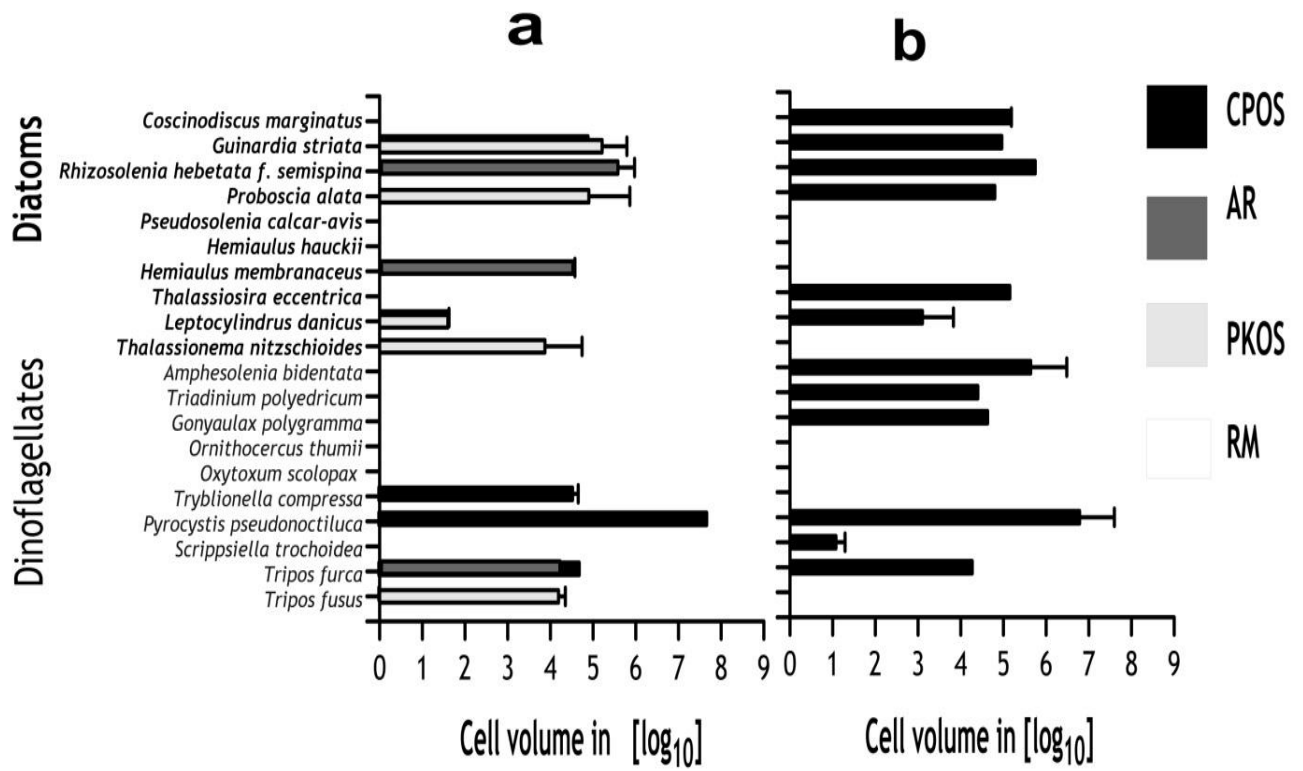 a
b
Diatoms
Dinoflagellates
Coscinodiscus marginatus
Guinardia striata
Rhizosolenia hebetata f. semispina
Proboscia alata
Pseudosolenia calcar-avis
Hemiaulus hauckii
Hemiaulus membranaceus
Thalassiosira eccentrica
Leptocylindrus danicus
Thalassionema nitzschioides
Amphesolenia bidentata
Triadinium polyedricum
Gonyaulax polygramma
Ornithocercus thumii
Oxytoxum scolopax
Tryblionella compressa
Pyrocystis pseudonoctiluca
Scrippsiella trochoidea
Tripos furca
Tripos fusus
0 1 2 3 4 5 6 7 8 9
Cell volume in [log10]
0 1 2 3 4 5 6 7 8 9
Cell volume in [log10]
CPOS
AR
PKOS
RM